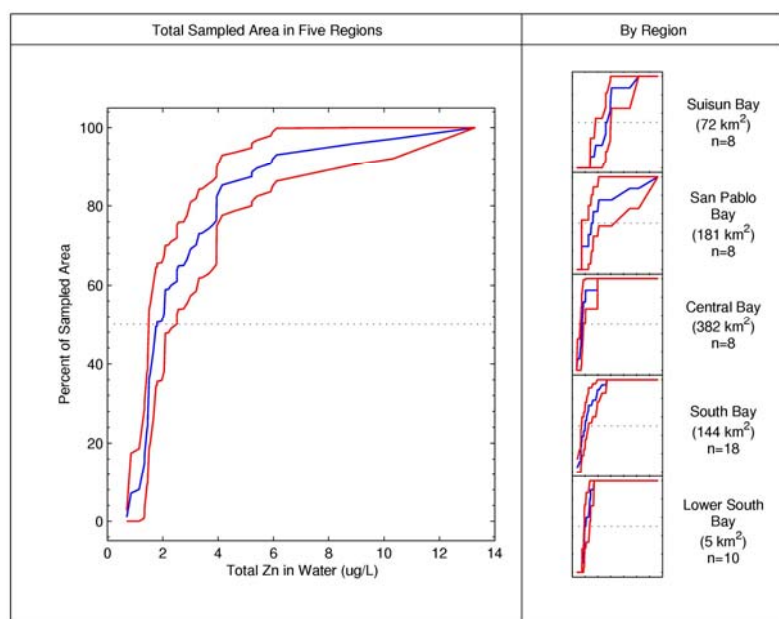 Total Sampled Area in Five Regions
By Region
Percent of Sampled Area
100
80
60
40
20
0
0 2 4 6 8 10 12 14
Total Zn in Water (ug/L)
Suisun Bay
(72 km²)
n=8
San Pablo
Bay
(181 km²)
n=8
Central Bay
(382 km²)
n=8
South Bay
(144 km²)
n=18
Lower South
Bay
(5 km²)
n=10